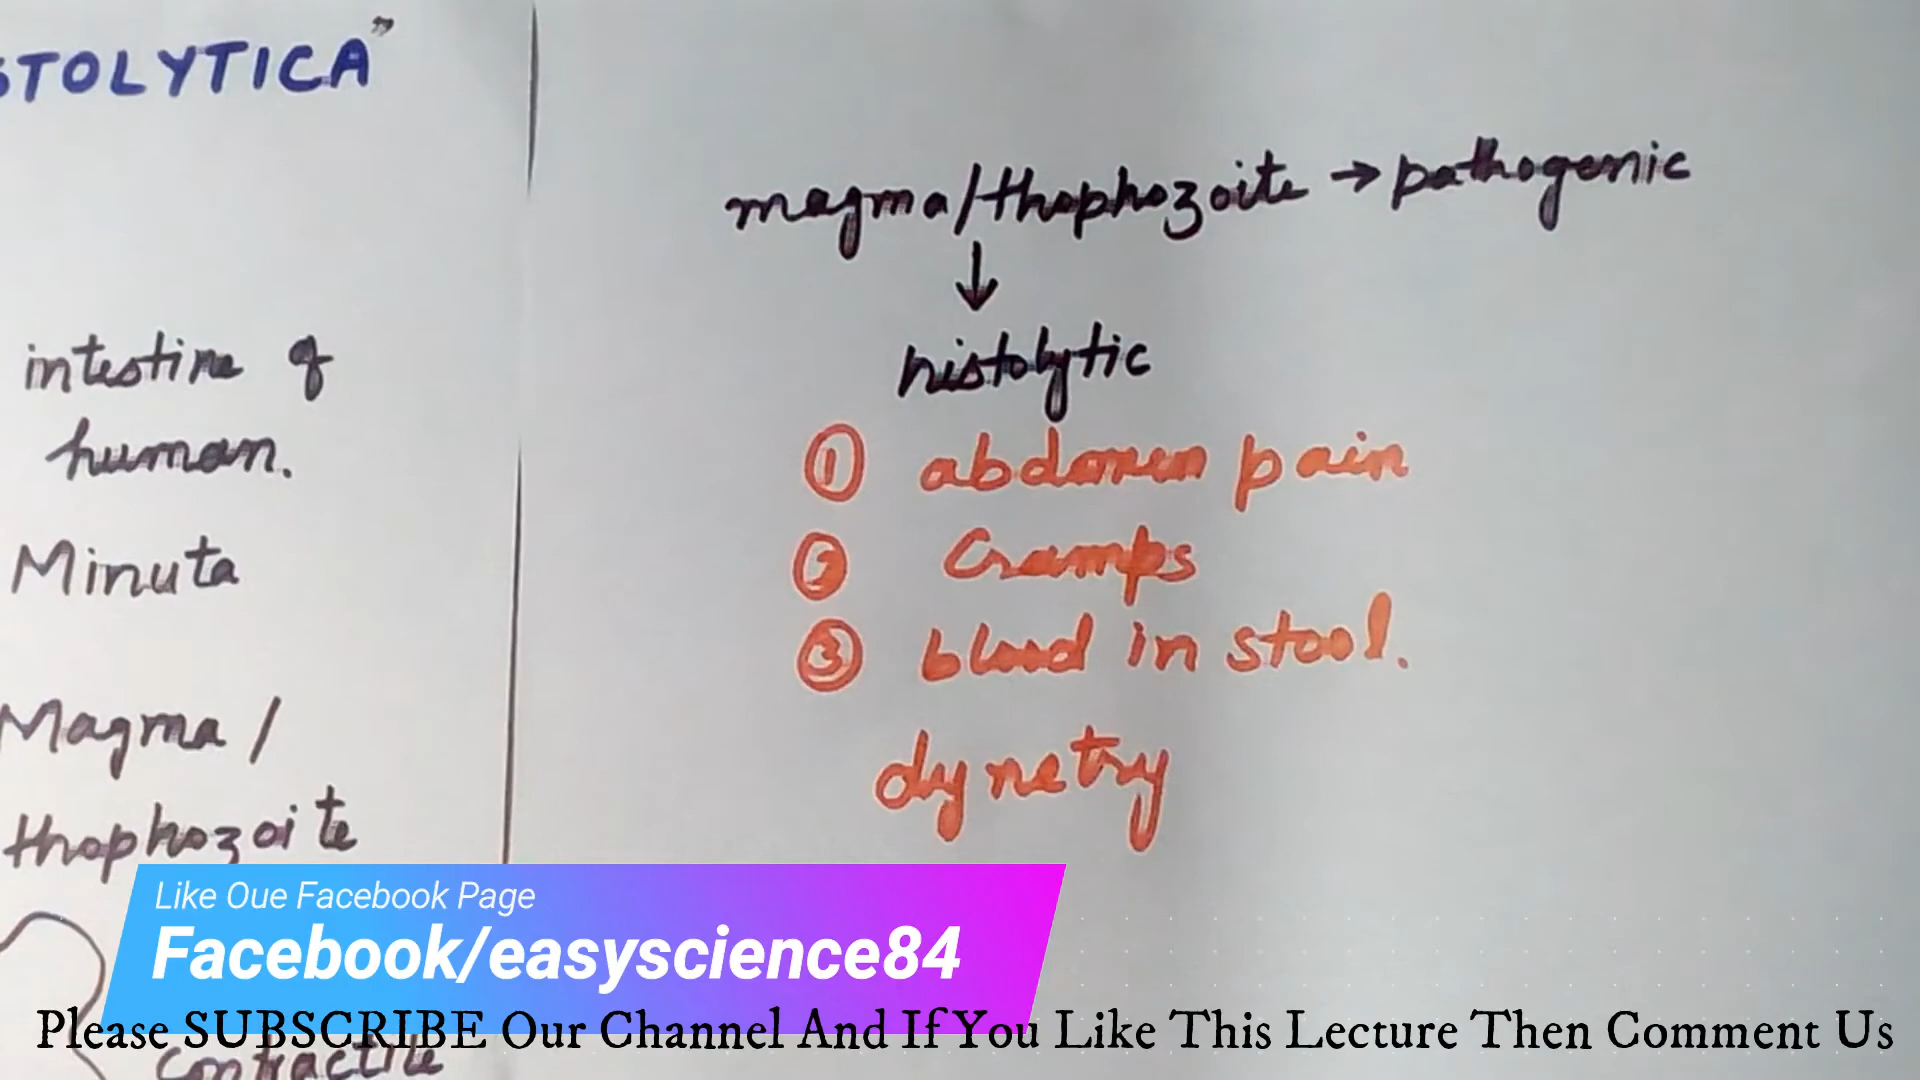 STOLYTICA"
intestine of
human.
Minuta
Magma /
thophozoite
magma/thophozoite → pathogenic
↓
histolytic
① abdomen pain
② Cramps
③ blood in stool.
dynetry
Like Oue Facebook Page
Facebook/easyscience84
Please SUBSCRIBE Our Channel And If You Like This Lecture Then Comment Us
contractile